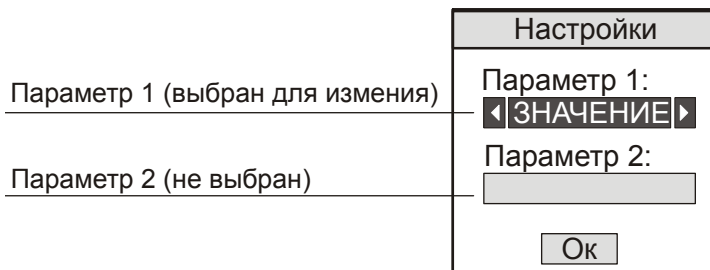 Настройки
Параметр 1 (выбран для измения)
Параметр 1:
ЗНАЧЕНИЕ
Параметр 2 (не выбран)
Параметр 2:
Ок